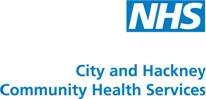 NHS
City and Hackney
Community Health Services